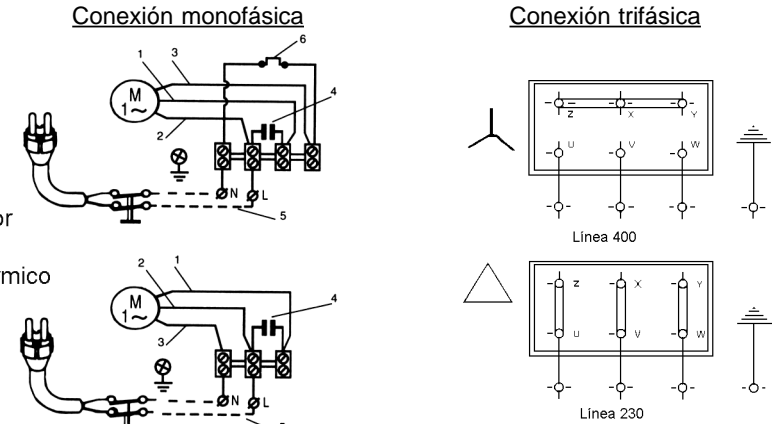 Conexión monofásica
6
1
3
M
1~
4
2
N
L
5
or
rmico
2
1
M
1~
4
3
N
L
Conexión trifásica
Z X Y
U V W
Línea 400
Z X Y
U V W
Línea 230